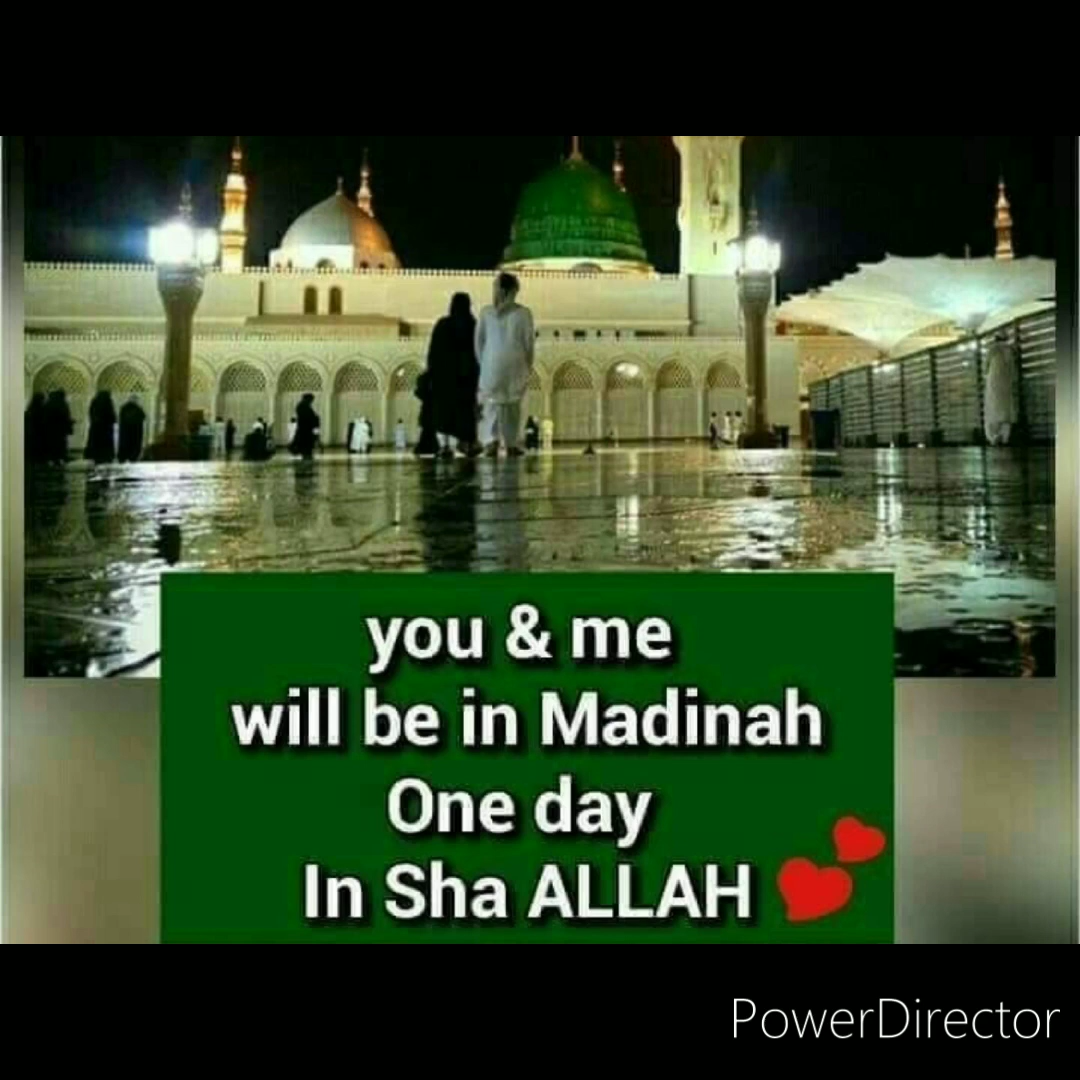 you & me
will be in Madinah
One day
In Sha ALLAH 💕
PowerDirector